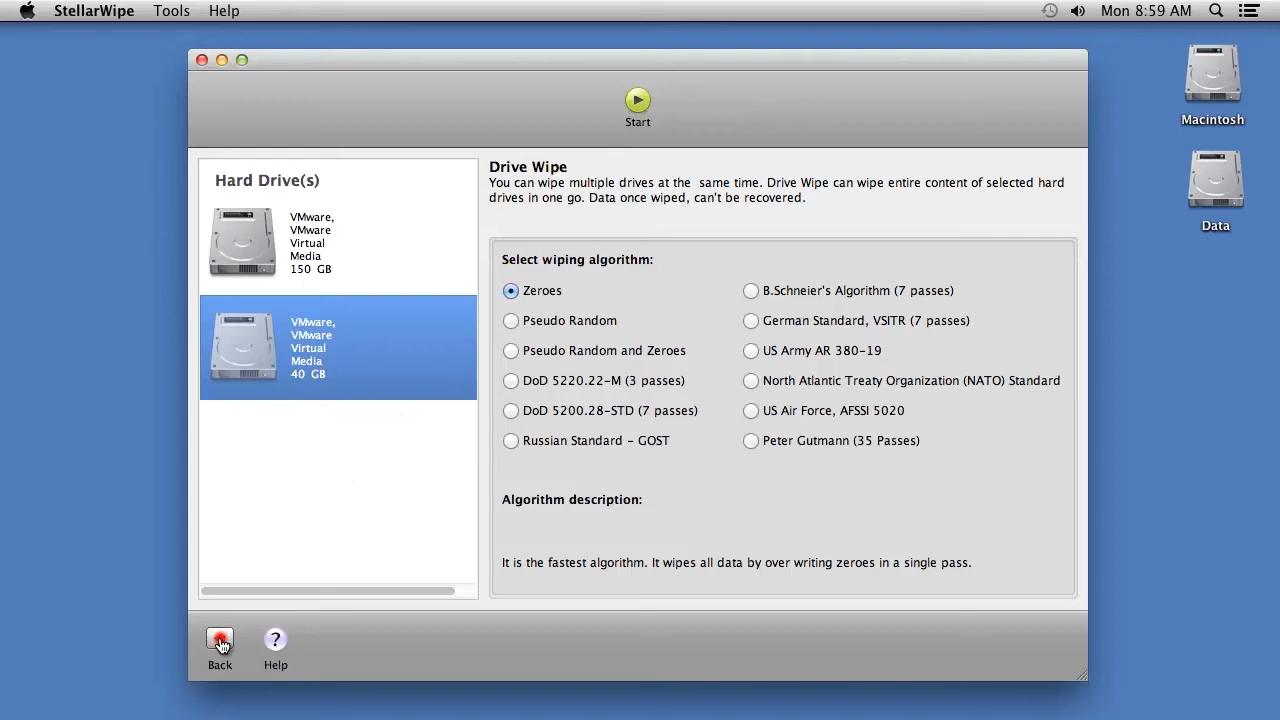 StellarWipe Tools Help Mon 8:59 AM
Macintosh
Data
Start
Hard Drive(s)
VMware,
VMware
Virtual
Media
150 GB
VMware,
VMware
Virtual
Media
40 GB
Drive Wipe
You can wipe multiple drives at the same time. Drive Wipe can wipe entire content of selected hard
drives in one go. Data once wiped, can't be recovered.
Select wiping algorithm:
Zeroes
Pseudo Random
Pseudo Random and Zeroes
DoD 5220.22-M (3 passes)
DoD 5200.28-STD (7 passes)
Russian Standard - GOST
B.Schneier's Algorithm (7 passes)
German Standard, VSITR (7 passes)
US Army AR 380-19
North Atlantic Treaty Organization (NATO) Standard
US Air Force, AFSSI 5020
Peter Gutmann (35 Passes)
Algorithm description:
It is the fastest algorithm. It wipes all data by over writing zeroes in a single pass.
Back
? Help